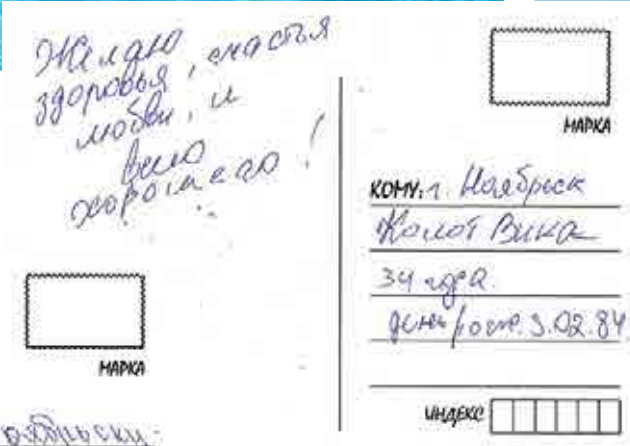 Желаю
здоровья, счастья
любви, и
всего
хорошего!
МАРКА
МАРКА
КОМУ: г. Ноябрьск
Жолот Вика
34 года
день рожд. 3.02.84
ИНДЕКС